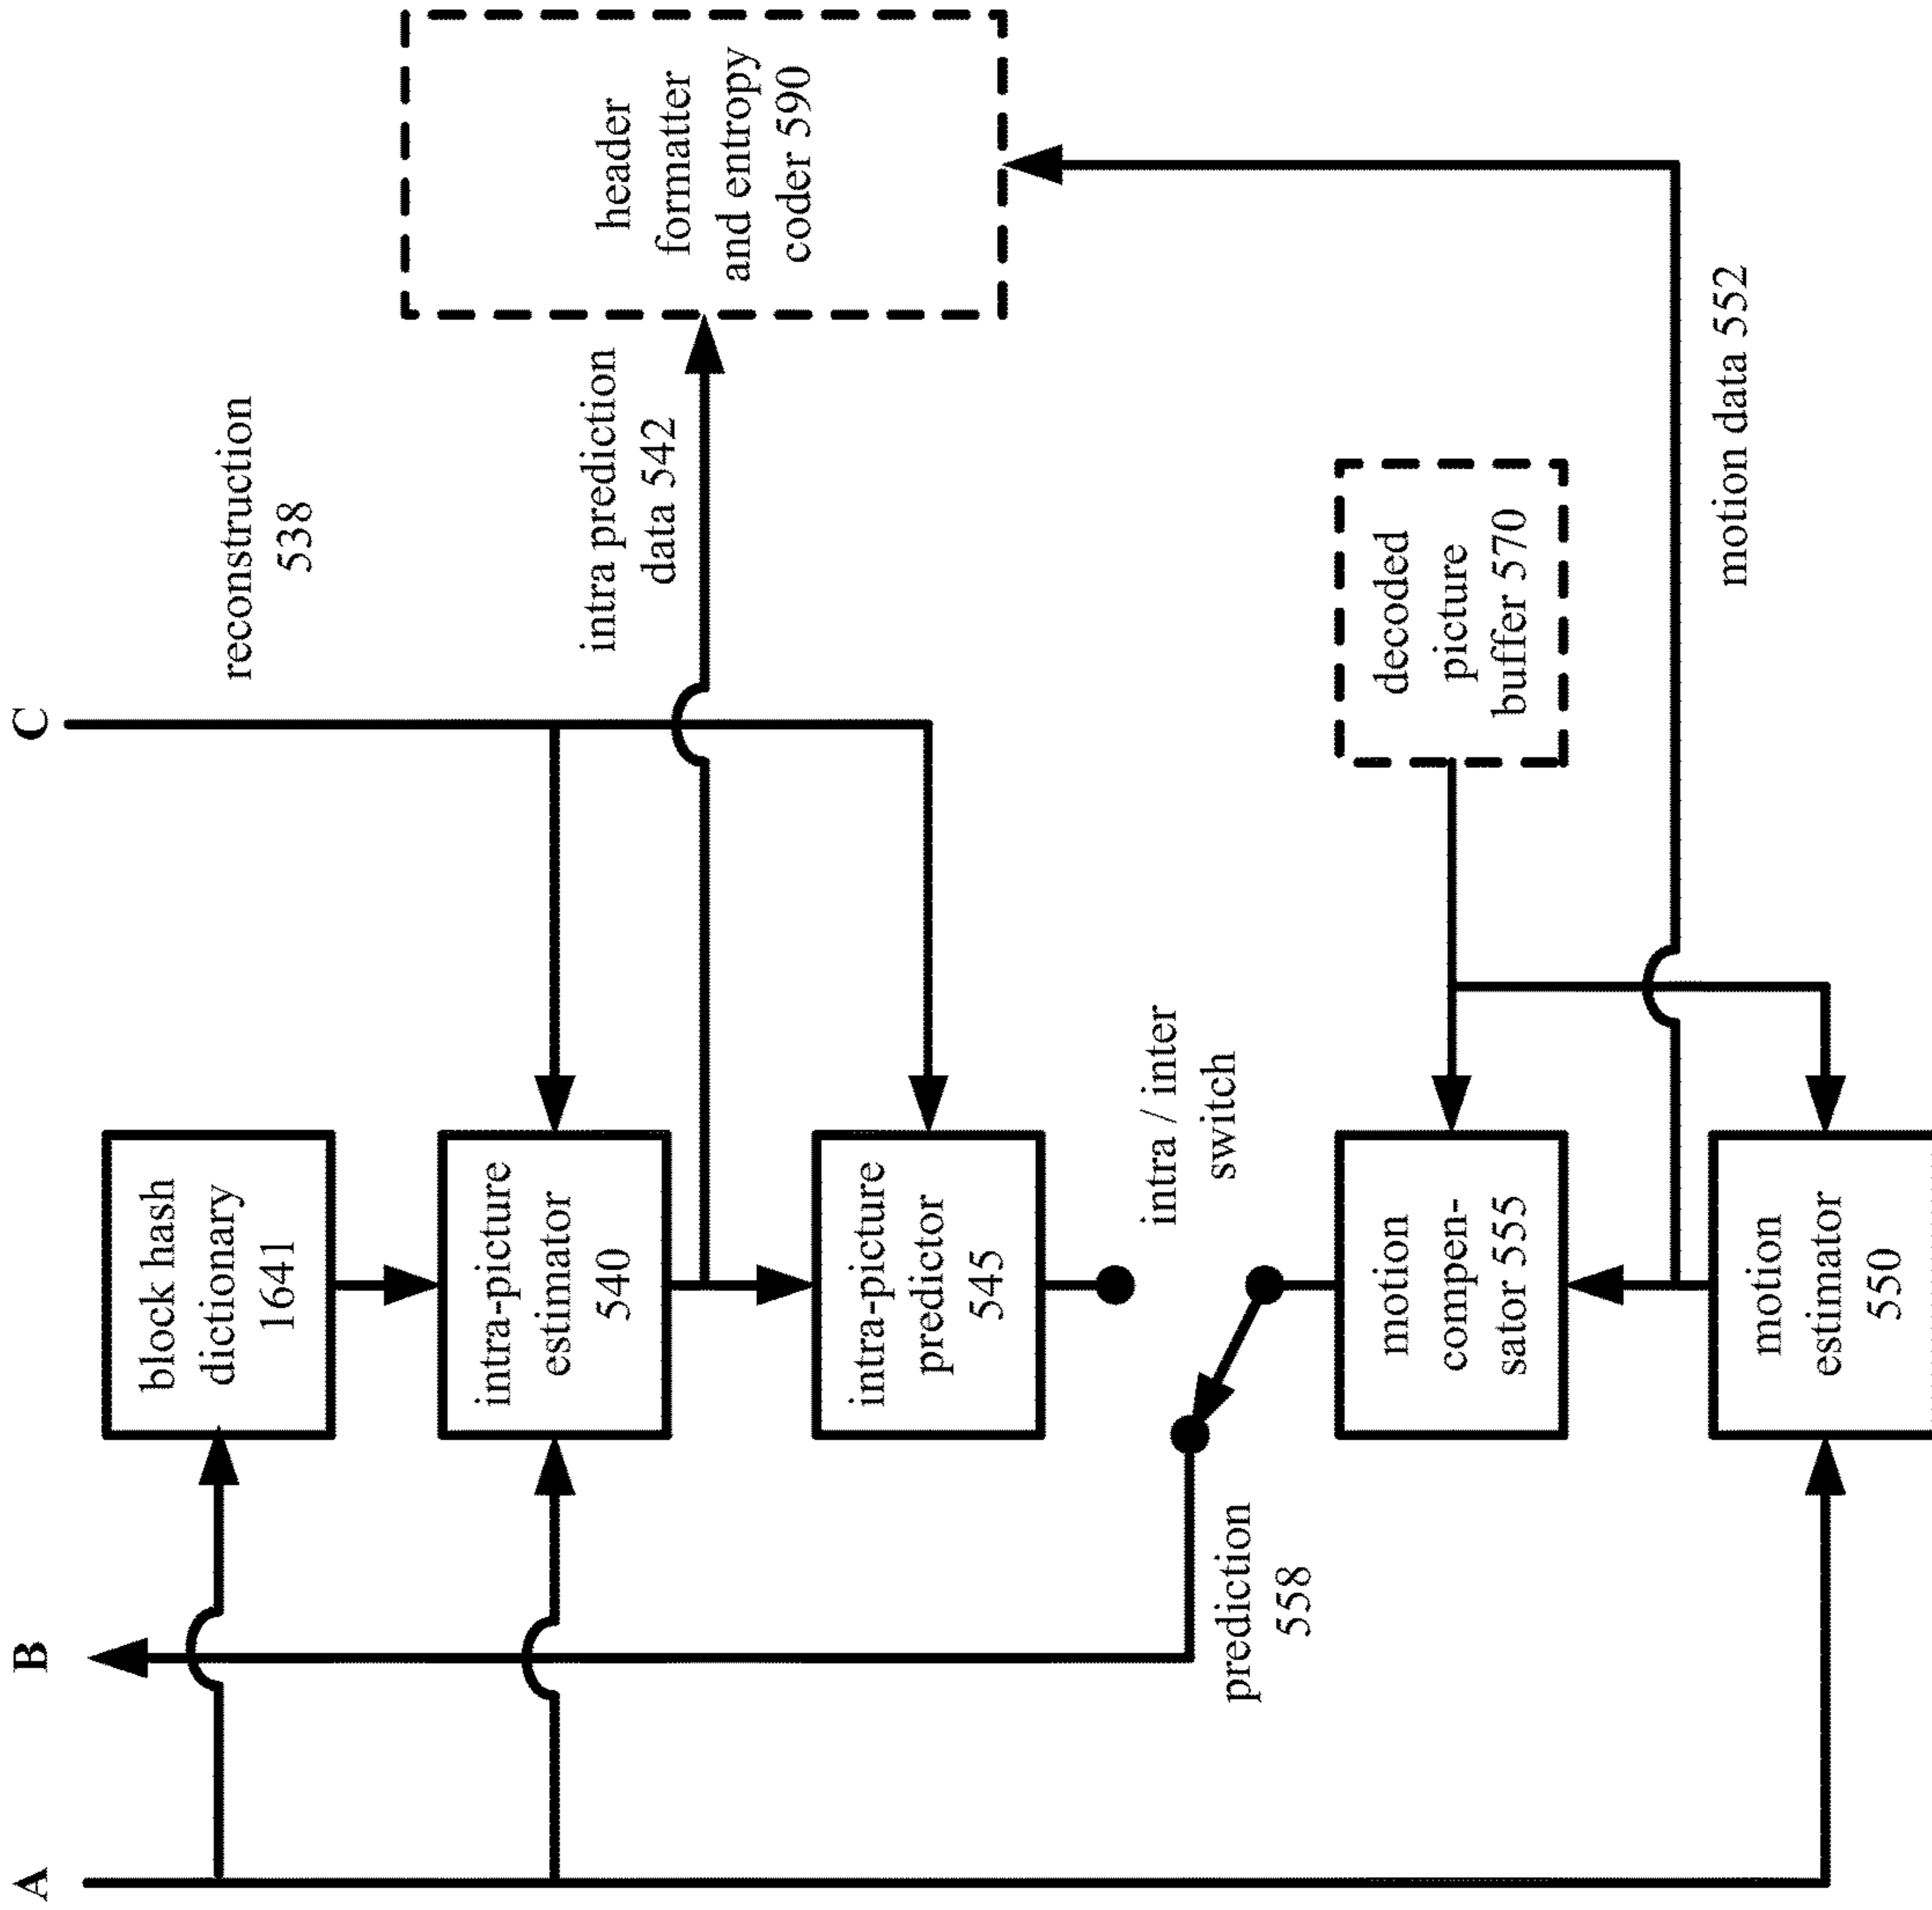 A
B
C
block hash
dictionary
1641
reconstruction
538
intra-picture
estimator
540
intra prediction
data 542
header
formatter
and entropy
coder 590
intra-picture
predictor
545
intra / inter
switch
prediction
558
motion
compen-
sator 555
decoded
picture
buffer 570
motion
estimator
550
motion data 552